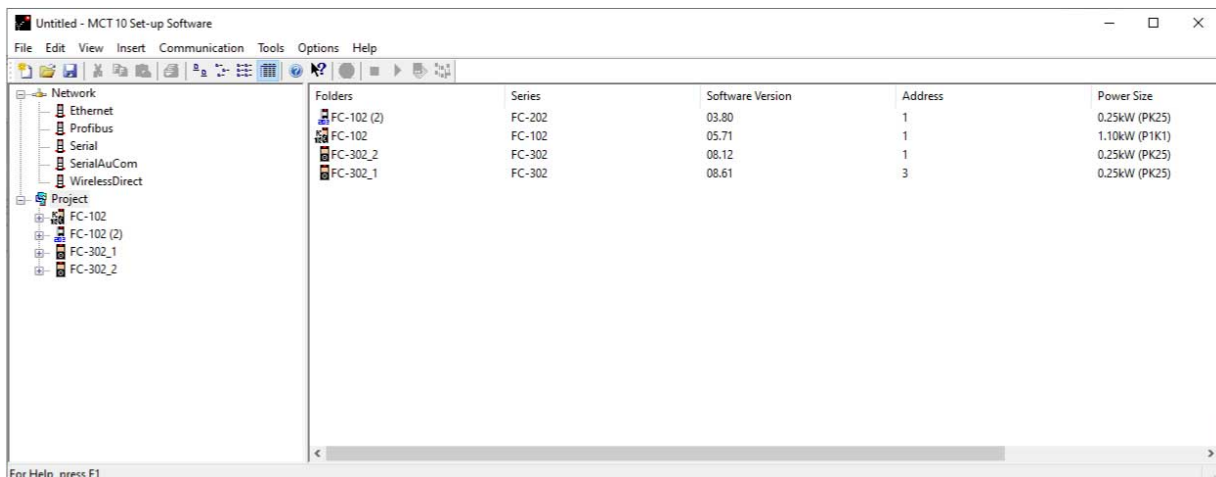 Untitled - MCT 10 Set-up Software
File Edit View Insert Communication Tools Options Help
Network
Ethernet
Profibus
Serial
SerialAuCom
WirelessDirect
Project
FC-102
FC-102 (2)
FC-302_1
FC-302_2
Folders Series Software Version Address Power Size
FC-102 (2) FC-202 03.80 1 0.25kW (PK25)
FC-102 FC-102 05.71 1 1.10kW (P1K1)
FC-302_2 FC-302 08.12 1 0.25kW (PK25)
FC-302_1 FC-302 08.61 3 0.25kW (PK25)
For Help, press F1